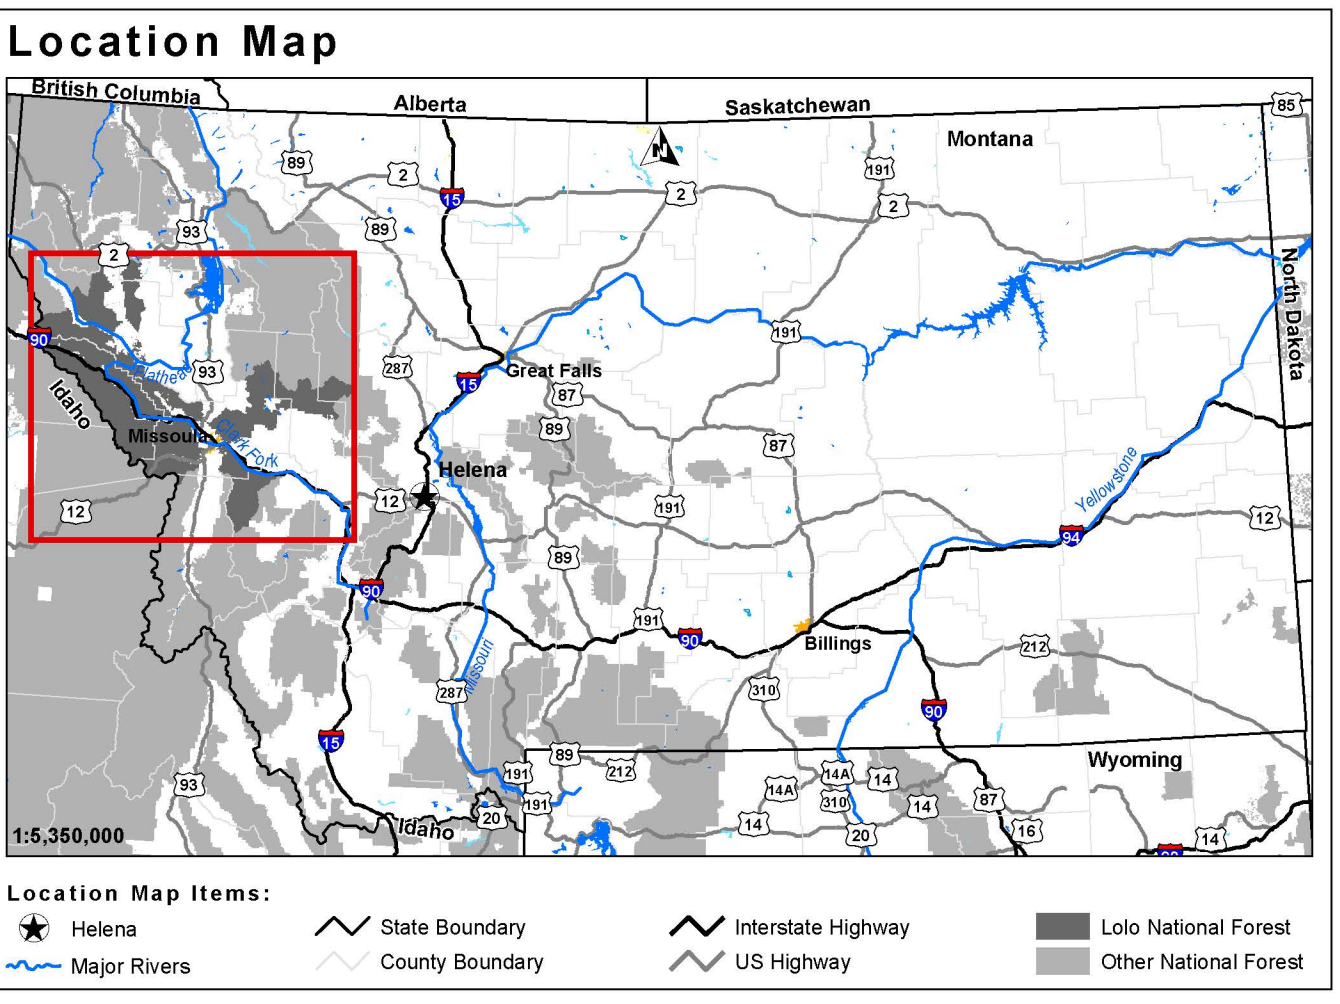 Location Map
British Columbia
Alberta
Saskatchewan
85
Montana
N
89
2
191
15
2
2
93
89
2
North Dakota
90
191
93
287
15
Great Falls
87
Flathead
Idaho
89
Missoula
Clark Fork
87
Helena
Yellowstone
12
12
191
12
94
89
90
191
90
Billings
212
Missouri
287
310
90
15
89
Wyoming
191
212
14A
14
93
14A
191
310
14
87
20
Idaho
14
20
16
14
1:5,350,000
Location Map Items:
Helena
State Boundary
Interstate Highway
Lolo National Forest
Major Rivers
County Boundary
US Highway
Other National Forest